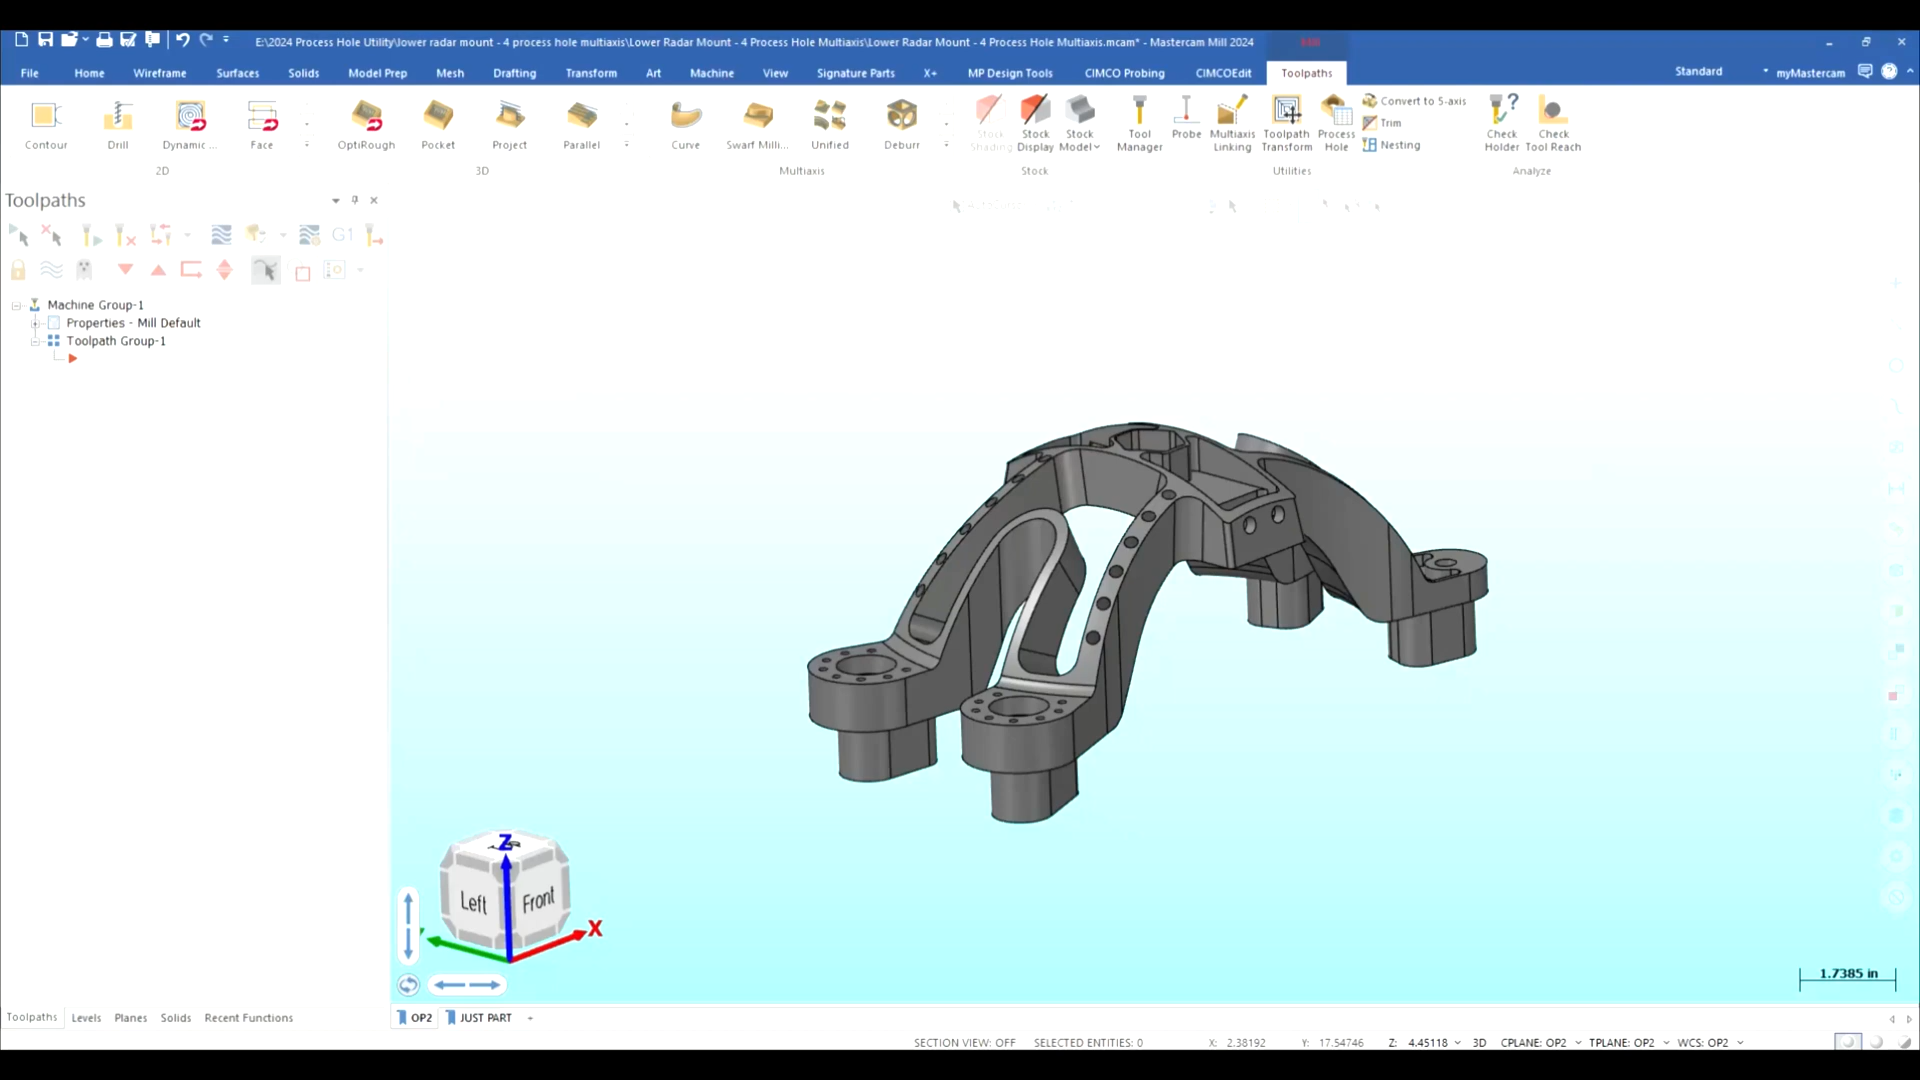 E:\2024 Process Hole Utility\lower radar mount - 4 process hole multiaxis\Lower Radar Mount - 4 Process Hole Multiaxis\Lower Radar Mount - 4 Process Hole Multiaxis.mcam* - Mastercam Mill 2024
File Home Wireframe Surfaces Solids Model Prep Mesh Drafting Transform Art Machine View Signature Parts X+ MP Design Tools CIMCO Probing CIMCOEdit Toolpaths Standard myMastercam
Contour Drill Dynamic ... Face OptiRough Pocket Project Parallel Curve Swarf Milli... Unified Deburr
Stock Shading
Stock Display
Stock Model
Tool Manager
Probe
Multiaxis Linking
Toolpath Transform
Process Hole
Convert to 5-axis
Trim
Nesting
Check Holder
Check Tool Reach
2D 3D Multiaxis Stock Utilities Analyze
Toolpaths
G1
Machine Group-1
Properties - Mill Default
Toolpath Group-1
Z
Left Front
X
1.7385 in
Toolpaths Levels Planes Solids Recent Functions
OP2 JUST PART +
SECTION VIEW: OFF SELECTED ENTITIES: 0 X: 2.38192 Y: 17.54746 Z: 4.45118 3D CPLANE: OP2 TPLANE: OP2 WCS: OP2